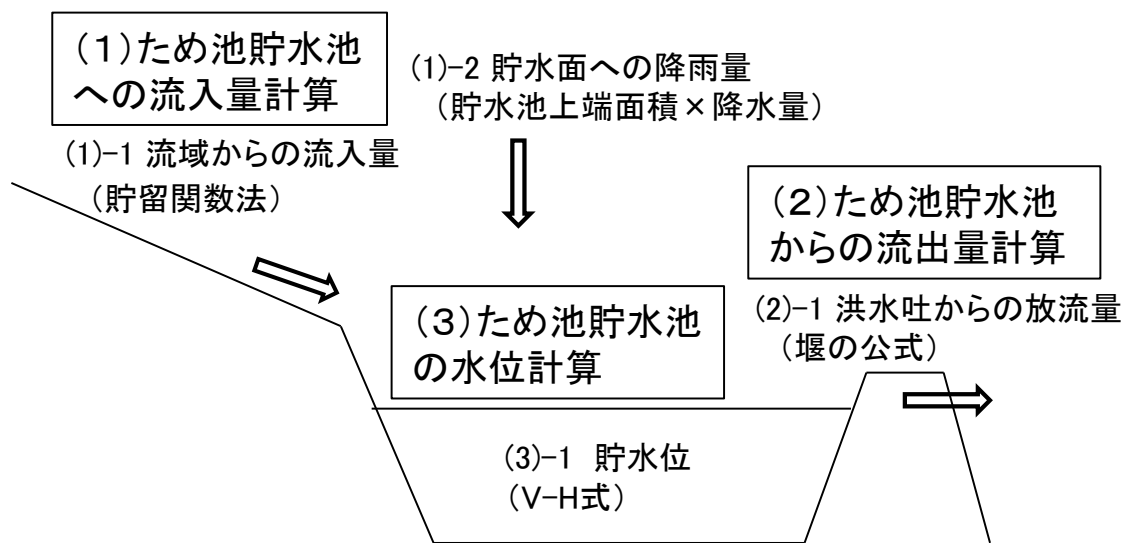 (1)ため池貯水池
への流入量計算
(1)-1 流域からの流入量
(貯留関数法)
(1)-2 貯水面への降雨量
(貯水池上端面積×降水量)
(2)ため池貯水池
からの流出量計算
(2)-1 洪水吐からの放流量
(堰の公式)
(3)ため池貯水池
の水位計算
(3)-1 貯水位
(V-H式)